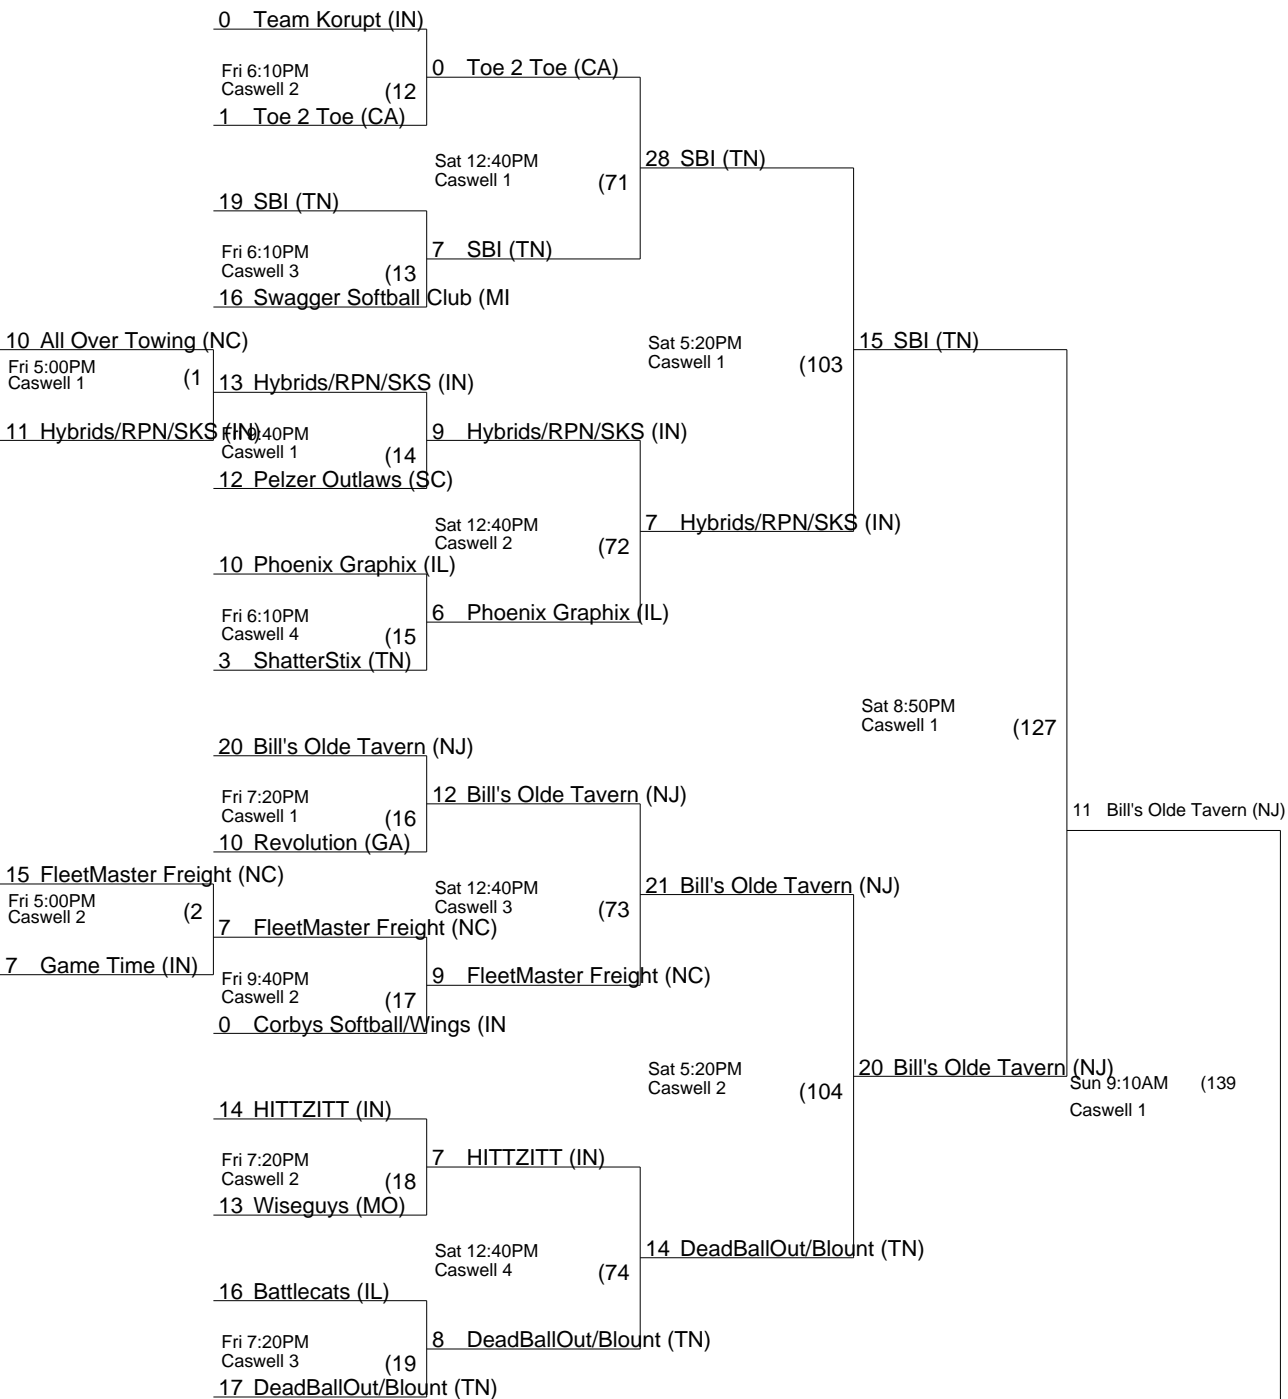 0 Team Korupt (IN)
Fri 6:10PM
Caswell 2 (12
0 Toe 2 Toe (CA)
1 Toe 2 Toe (CA)
Sat 12:40PM
Caswell 1 (71
28 SBI (TN)
19 SBI (TN)
Fri 6:10PM
Caswell 3 (13
7 SBI (TN)
16 Swagger Softball Club (MI
10 All Over Towing (NC)
Fri 5:00PM
Caswell 1 (1
Sat 5:20PM
Caswell 1 (103
15 SBI (TN)
13 Hybrids/RPN/SKS (IN)
11 Hybrids/RPN/SKS (IN)
Fri 9:40PM
Caswell 1 (14
9 Hybrids/RPN/SKS (IN)
12 Pelzer Outlaws (SC)
Sat 12:40PM
Caswell 2 (72
7 Hybrids/RPN/SKS (IN)
10 Phoenix Graphix (IL)
Fri 6:10PM
Caswell 4 (15
6 Phoenix Graphix (IL)
3 ShatterStix (TN)
Sat 8:50PM
Caswell 1 (127
20 Bill's Olde Tavern (NJ)
Fri 7:20PM
Caswell 1 (16
12 Bill's Olde Tavern (NJ)
11 Bill's Olde Tavern (NJ)
10 Revolution (GA)
15 FleetMaster Freight (NC)
Fri 5:00PM
Caswell 2 (2
Sat 12:40PM
Caswell 3 (73
21 Bill's Olde Tavern (NJ)
7 FleetMaster Freight (NC)
7 Game Time (IN)
Fri 9:40PM
Caswell 2 (17
9 FleetMaster Freight (NC)
0 Corbys Softball/Wings (IN
Sat 5:20PM
Caswell 2 (104
20 Bill's Olde Tavern (NJ)
Sun 9:10AM (139
Caswell 1
14 HITTZITT (IN)
Fri 7:20PM
Caswell 2 (18
7 HITTZITT (IN)
13 Wiseguys (MO)
Sat 12:40PM
Caswell 4 (74
14 DeadBallOut/Blount (TN)
16 Battlecats (IL)
Fri 7:20PM
Caswell 3 (19
8 DeadBallOut/Blount (TN)
17 DeadBallOut/Blount (TN)